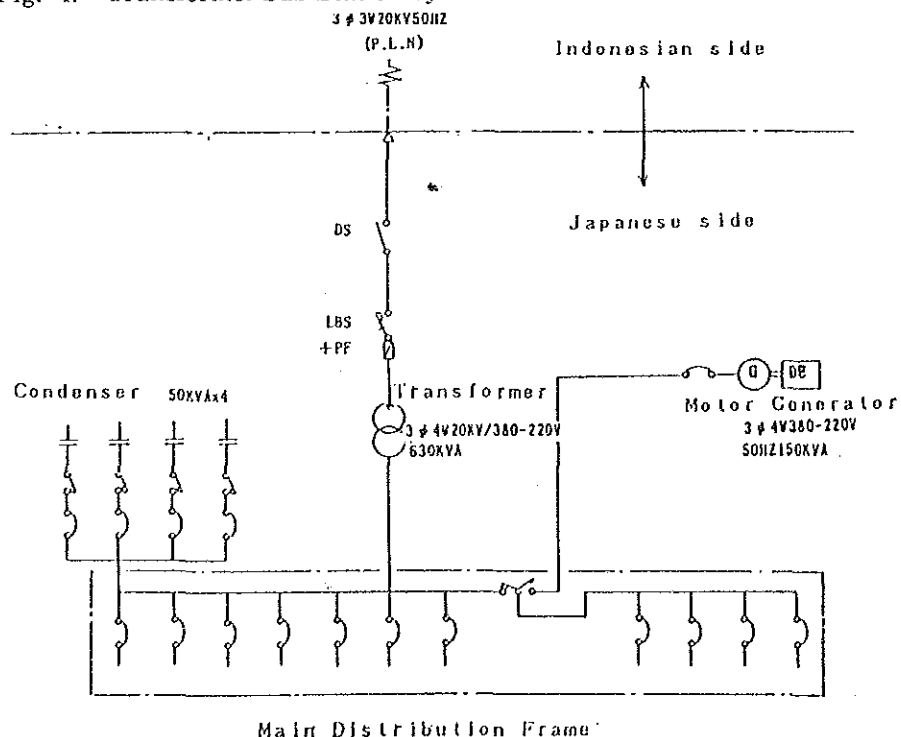 3 φ 3W20KV50HZ
(P.L.N)
Indonesian side
Japanese side
DS
LBS
+PF
Condenser 50KVAx4
Transformer
3 φ 4W20KV/380-220V
630KVA
G DE
Motor Generator
3 φ 4W380-220V
50HZ150KVA
Main Distribution Frame